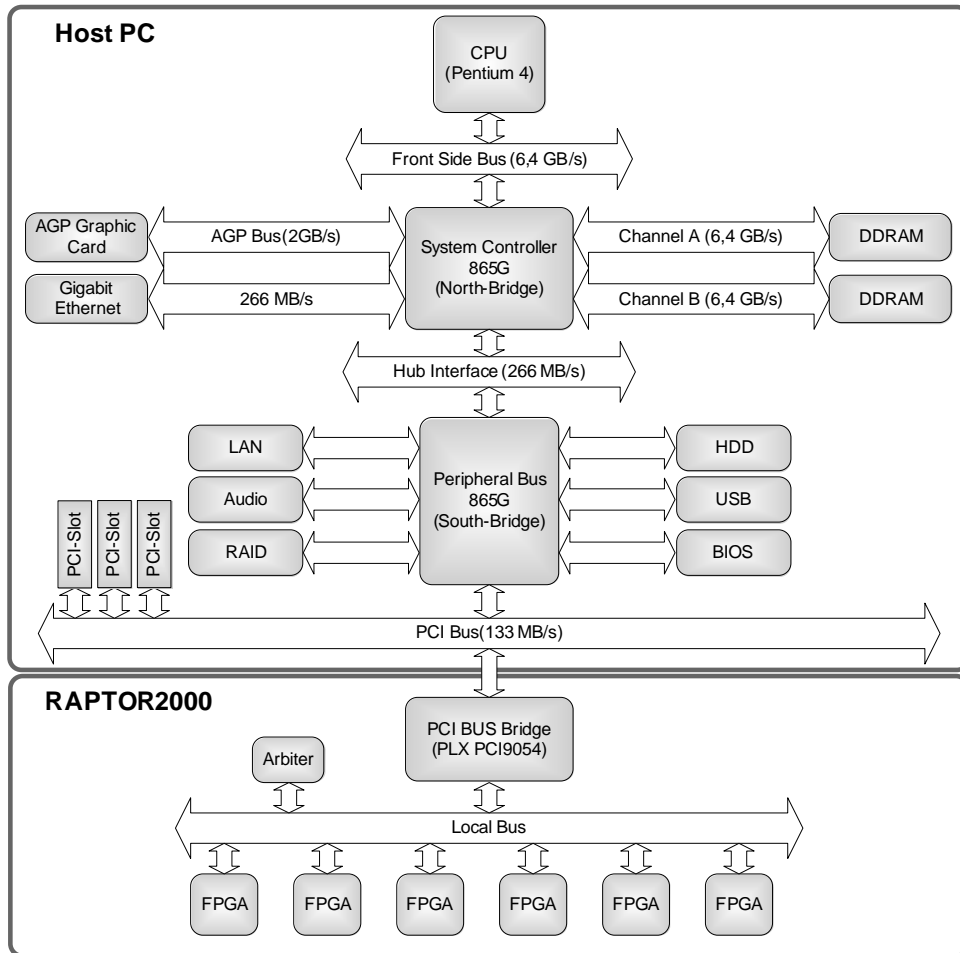 Host PC
CPU
(Pentium 4)
Front Side Bus (6,4 GB/s)
AGP Graphic
Card
AGP Bus(2GB/s)
System Controller
865G
(North-Bridge)
Channel A (6,4 GB/s)
DDRAM
Gigabit
Ethernet
266 MB/s
Channel B (6,4 GB/s)
DDRAM
Hub Interface (266 MB/s)
LAN
Audio
RAID
Peripheral Bus
865G
(South-Bridge)
HDD
USB
BIOS
PCI-Slot
PCI-Slot
PCI-Slot
PCI Bus(133 MB/s)
RAPTOR2000
PCI BUS Bridge
(PLX PCI9054)
Arbiter
Local Bus
FPGA
FPGA
FPGA
FPGA
FPGA
FPGA